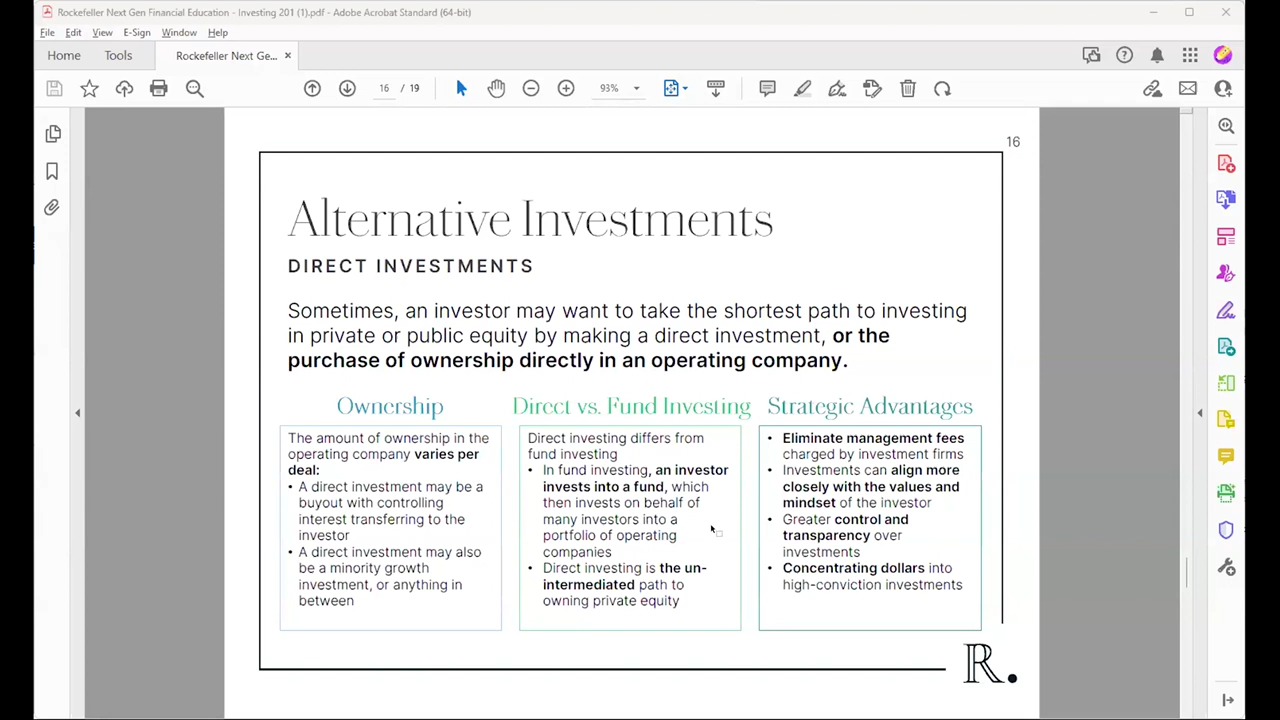 Rockefeller Next Gen Financial Education - Investing 201 (1).pdf - Adobe Acrobat Standard (64-bit)
File Edit View E-Sign Window Help
Home Tools Rockefeller Next Ge... ×
16 / 19 93%
16
Alternative Investments
DIRECT INVESTMENTS
Sometimes, an investor may want to take the shortest path to investing
in private or public equity by making a direct investment, or the
purchase of ownership directly in an operating company.
Ownership
The amount of ownership in the
operating company varies per
deal:
• A direct investment may be a
buyout with controlling
interest transferring to the
investor
• A direct investment may also
be a minority growth
investment, or anything in
between
Direct vs. Fund Investing
Direct investing differs from
fund investing
• In fund investing, an investor
invests into a fund, which
then invests on behalf of
many investors into a
portfolio of operating
companies
• Direct investing is the un-
intermediated path to
owning private equity
Strategic Advantages
• Eliminate management fees
charged by investment firms
• Investments can align more
closely with the values and
mindset of the investor
• Greater control and
transparency over
investments
• Concentrating dollars into
high-conviction investments
R.